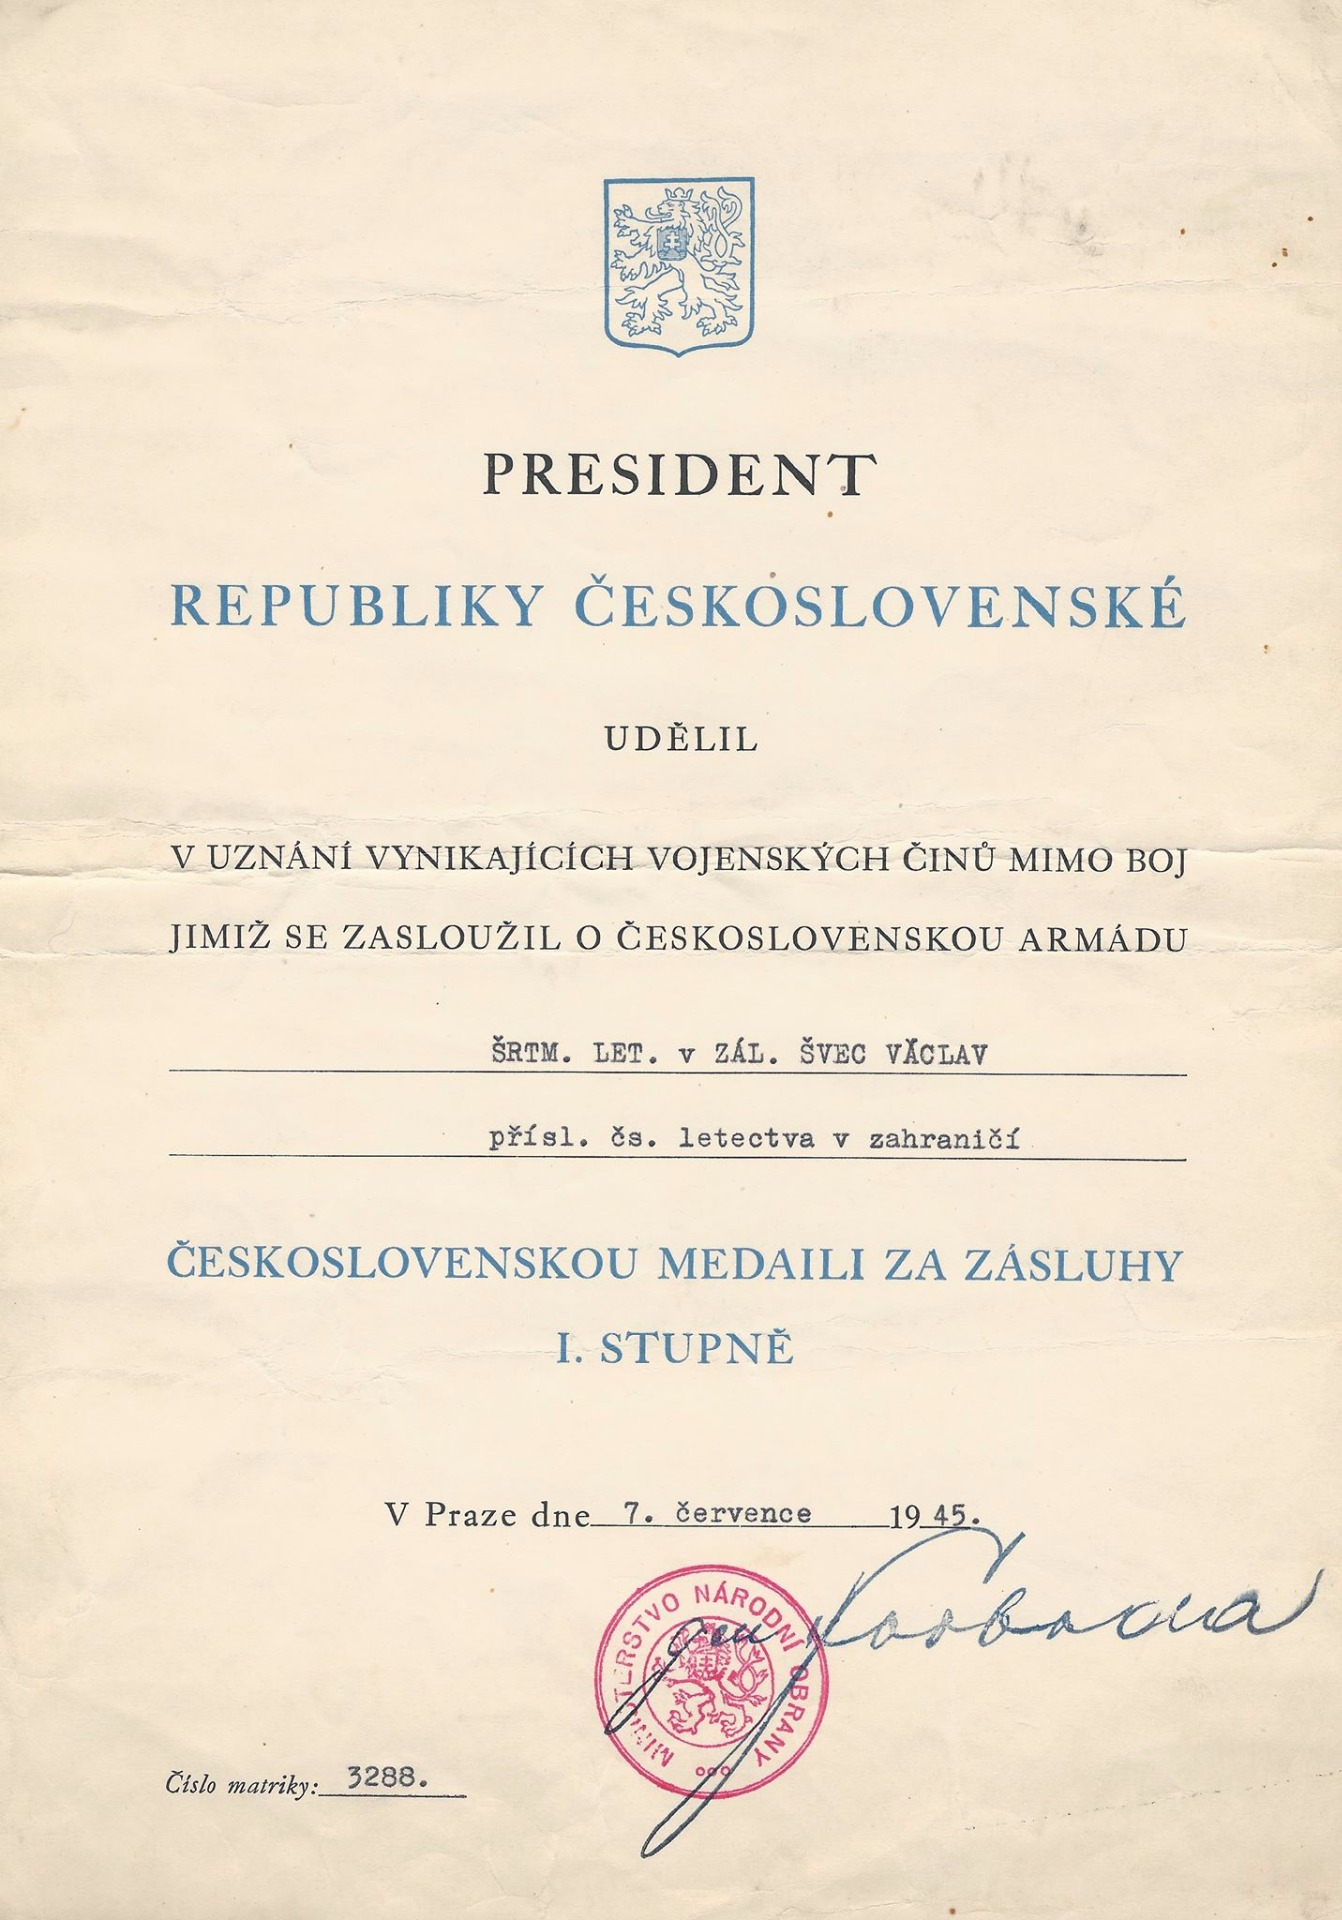 PRESIDENT
REPUBLIKY ČESKOSLOVENSKÉ
UDĚLIL
V UZNÁNÍ VYNIKAJÍCÍCH VOJENSKÝCH ČINŮ MIMO BOJ
JIMIŽ SE ZASLOUŽIL O ČESKOSLOVENSKOU ARMÁDU
ŠRTM. LET. v ZÁL. ŠVEC VÁCLAV
přísl. čs. letectva v zahraničí
ČESKOSLOVENSKOU MEDAILI ZA ZÁSLUHY
I. STUPNĚ
V Praze dne 7. července 1945.
MINISTERSTVO NÁRODNÍ OBRANY
gen Svoboda
Číslo matriky: 3288.